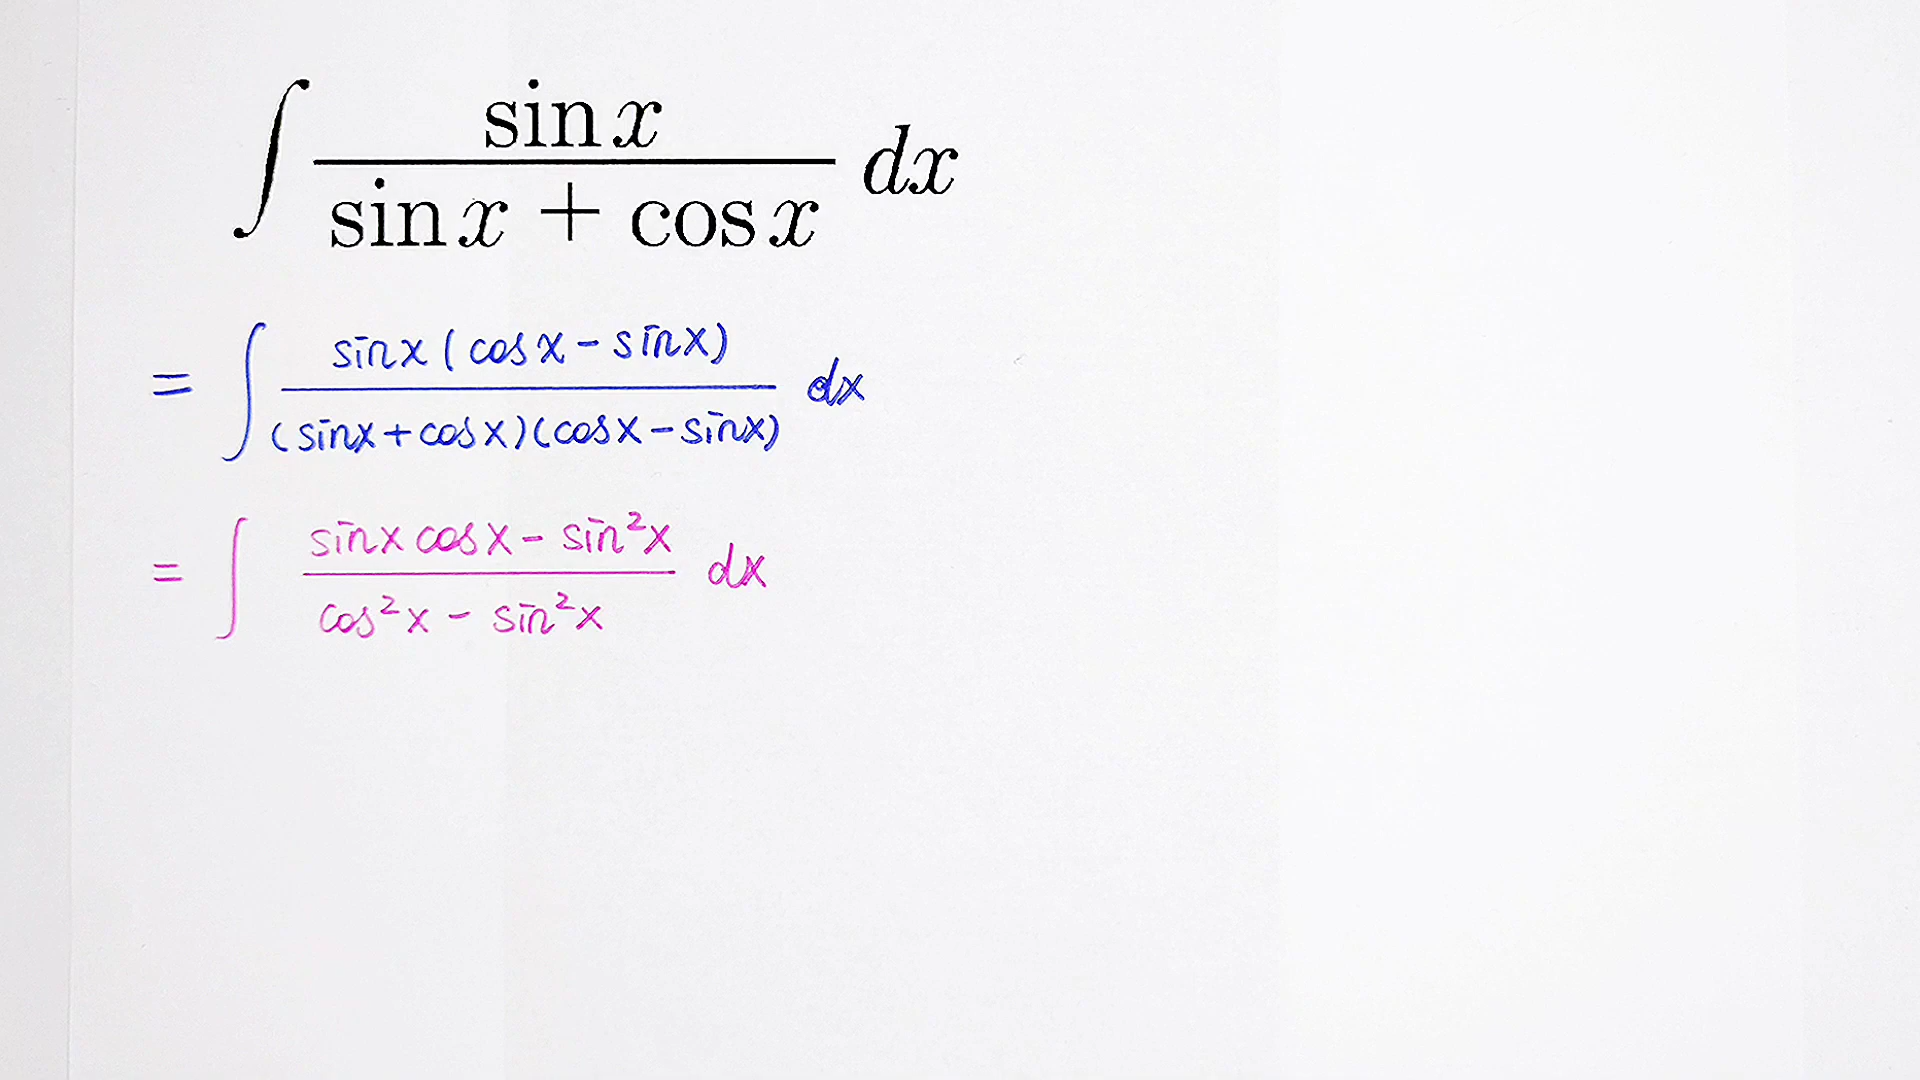 ∫ sin x / (sin x + cos x) dx
= ∫ sinx (cosx - sinx) / (sinx + cosx)(cosx - sinx) dx
= ∫ (sinx cosx - sin²x) / (cos²x - sin²x) dx